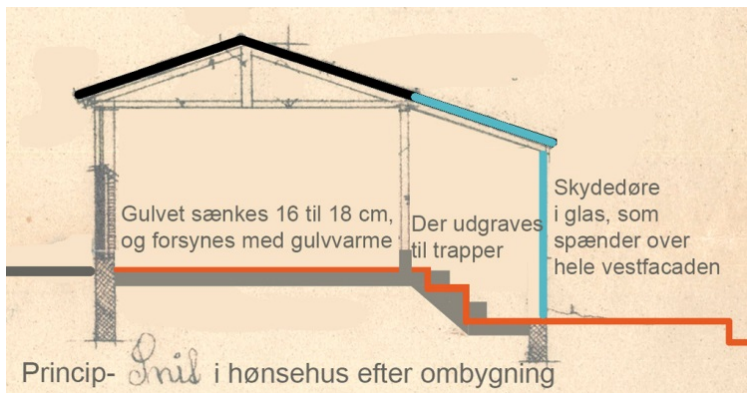 Gulvet sænkes 16 til 18 cm,
og forsynes med gulvvarme
Der udgraves
til trapper
Skydedøre
i glas, som
spænder over
hele vestfacaden
Princip- Snit i hønsehus efter ombygning